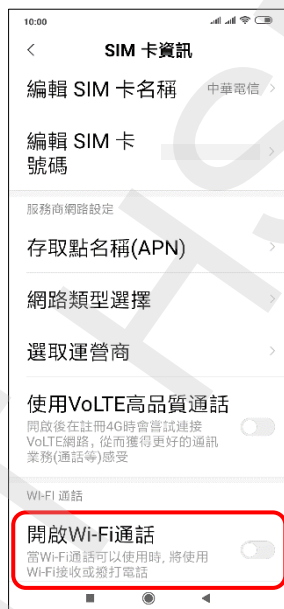 10:00
SIM 卡資訊
編輯 SIM 卡名稱 中華電信
編輯 SIM 卡
號碼
服務商網路設定
存取點名稱(APN)
網路類型選擇
選取運營商
使用VoLTE高品質通話
開啟後在註冊4G時會嘗試連接
VoLTE網路，從而獲得更好的通訊
業務(通話等)感受
WI-FI 通話
開啟Wi-Fi通話
當Wi-Fi通話可以使用時，將使用
Wi-Fi接收或撥打電話